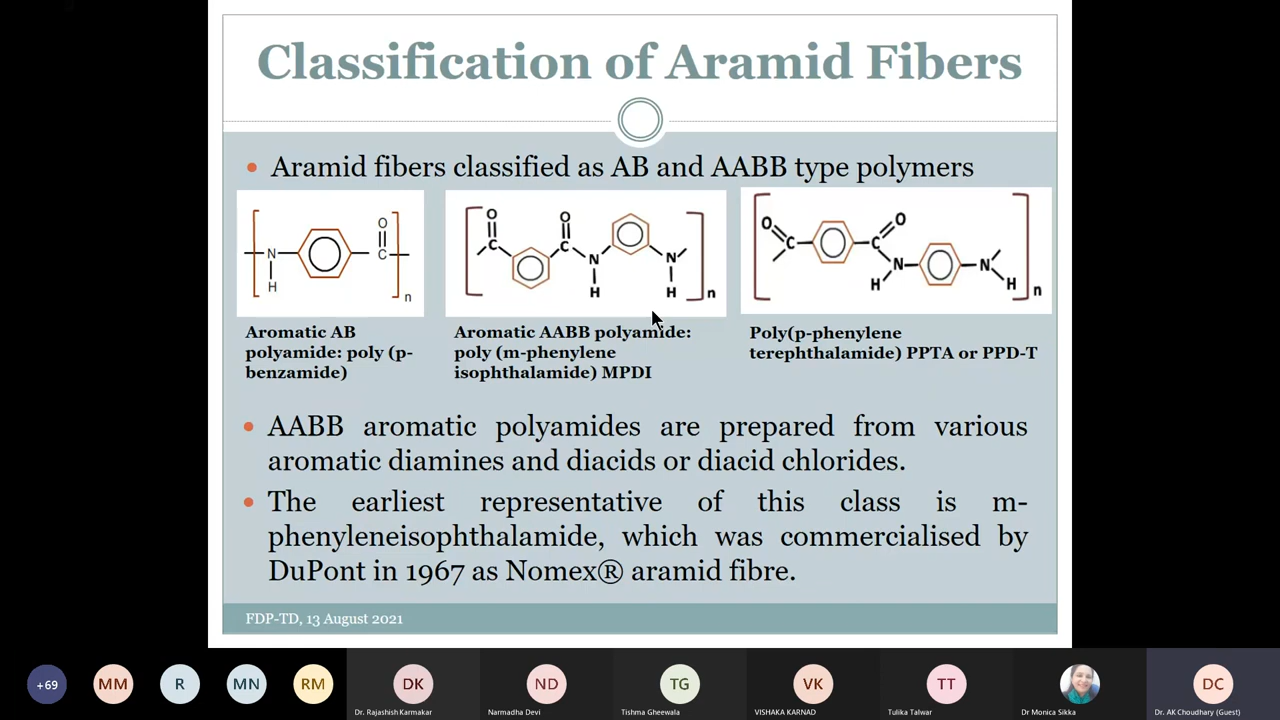 Classification of Aramid Fibers
Aramid fibers classified as AB and AABB type polymers
N
H
O
C
n
O
C
O
C
N
H
N
H
n
O
C
O
C
N
H
N
H
n
Aromatic AB
polyamide: poly (p-
benzamide)
Aromatic AABB polyamide:
poly (m-phenylene
isophthalamide) MPDI
Poly(p-phenylene
terephthalamide) PPTA or PPD-T
AABB aromatic polyamides are prepared from various
aromatic diamines and diacids or diacid chlorides.
The earliest representative of this class is m-
phenyleneisophthalamide, which was commercialised by
DuPont in 1967 as Nomex® aramid fibre.
FDP-TD, 13 August 2021
+69
MM
R
MN
RM
DK
ND
TG
VK
TT
DC
Dr. Rajashish Karmakar
Narmadha Devi
Tishma Gheewala
VISHAKA KARNAD
Tulika Talwar
Dr Monica Sikka
Dr. AK Choudhary (Guest)